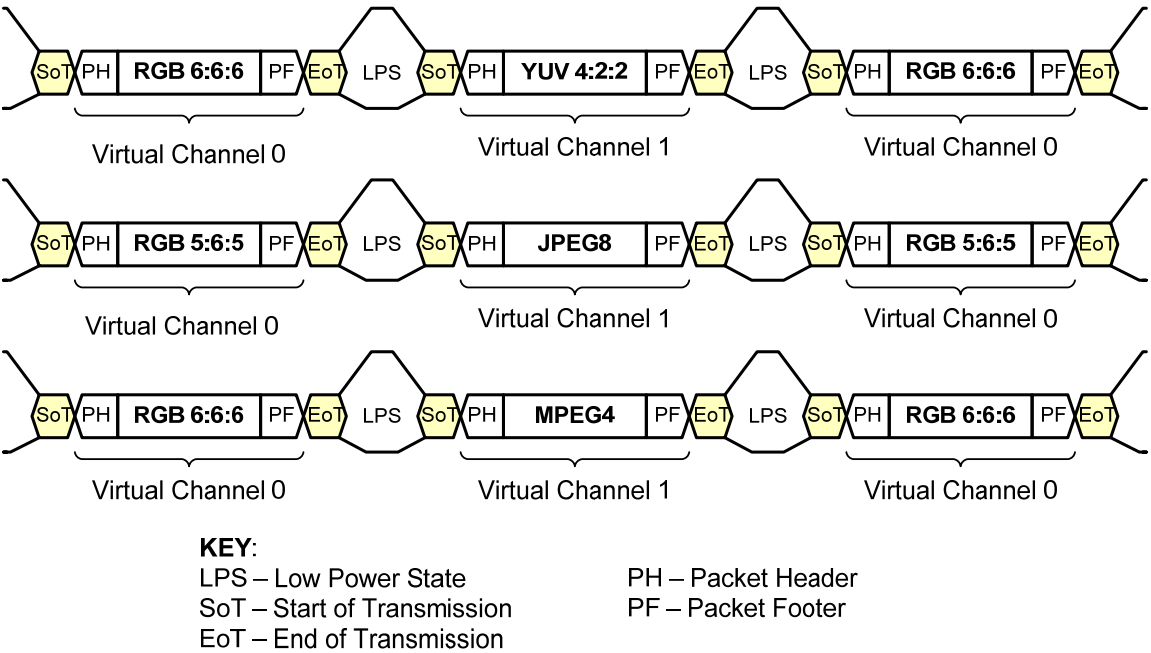 SoT PH RGB 6:6:6 PF EoT LPS SoT PH YUV 4:2:2 PF EoT LPS SoT PH RGB 6:6:6 PF EoT
Virtual Channel 0 Virtual Channel 1 Virtual Channel 0
SoT PH RGB 5:6:5 PF EoT LPS SoT PH JPEG8 PF EoT LPS SoT PH RGB 5:6:5 PF EoT
Virtual Channel 0 Virtual Channel 1 Virtual Channel 0
SoT PH RGB 6:6:6 PF EoT LPS SoT PH MPEG4 PF EoT LPS SoT PH RGB 6:6:6 PF EoT
Virtual Channel 0 Virtual Channel 1 Virtual Channel 0
KEY:
LPS – Low Power State PH – Packet Header
SoT – Start of Transmission PF – Packet Footer
EoT – End of Transmission